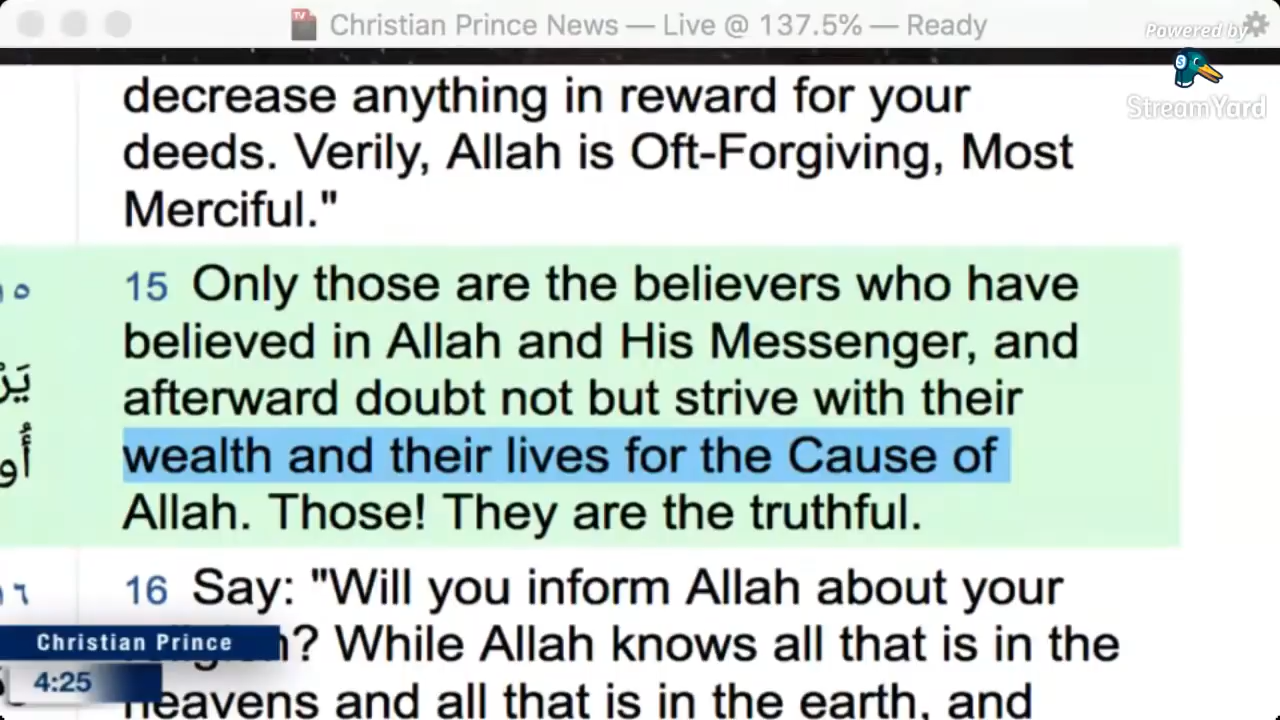 Christian Prince News — Live @ 137.5% — Ready
Powered by
StreamYard
decrease anything in reward for your
deeds. Verily, Allah is Oft-Forgiving, Most
Merciful."
15 Only those are the believers who have
believed in Allah and His Messenger, and
afterward doubt not but strive with their
wealth and their lives for the Cause of
Allah. Those! They are the truthful.
16 Say: "Will you inform Allah about your
? While Allah knows all that is in the
heavens and all that is in the earth, and
Christian Prince
4:25